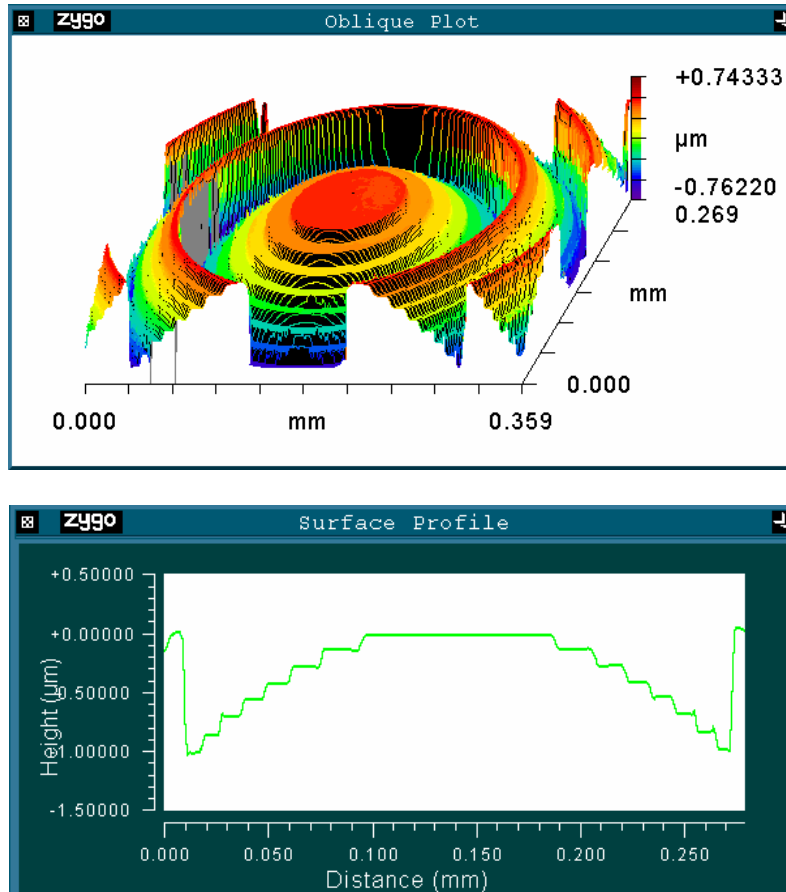 zygo Oblique Plot
+0.74333
µm
-0.76220
0.269
mm
0.000
0.000 mm 0.359
zygo Surface Profile
+0.50000
+0.00000
-0.50000
-1.00000
-1.50000
Height (µm)
0.000 0.050 0.100 0.150 0.200 0.250
Distance (mm)